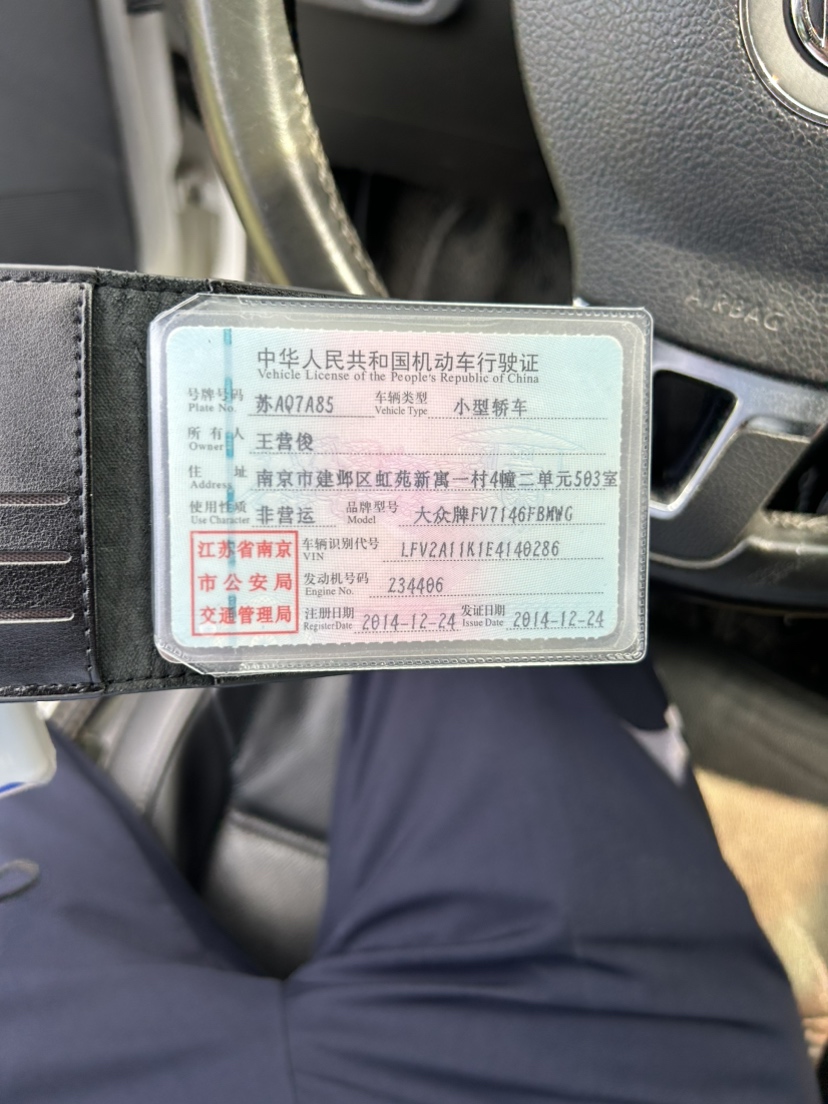 中华人民共和国机动车行驶证
Vehicle License of the People's Republic of China
号牌号码 苏AQ7A85 车辆类型 小型轿车
Plate No. Vehicle Type
所有人 王营俊
Owner
住址 南京市建邺区虹苑新寓一村4幢二单元503室
Address
使用性质 非营运 品牌型号 大众牌FV7146FBMWG
Use Character Model
江苏省南京
市公安局
交通管理局
车辆识别代号 LFV2A11K1E4140286
VIN
发动机号码 234406
Engine No.
注册日期 2014-12-24 发证日期 2014-12-24
Register Date Issue Date
AIRBAG